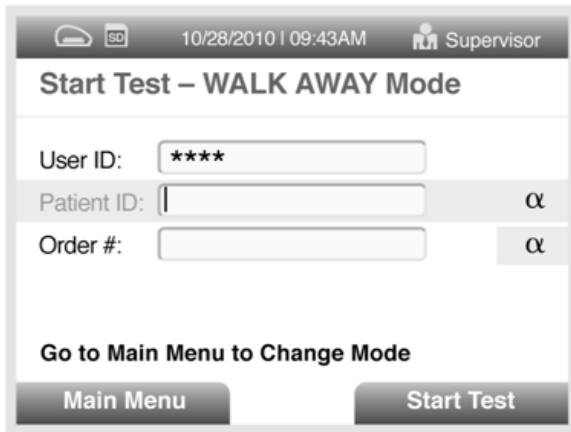 SD 10/28/2010 | 09:43AM Supervisor
Start Test – WALK AWAY Mode
User ID: ****
Patient ID: α
Order #: α
Go to Main Menu to Change Mode
Main Menu Start Test